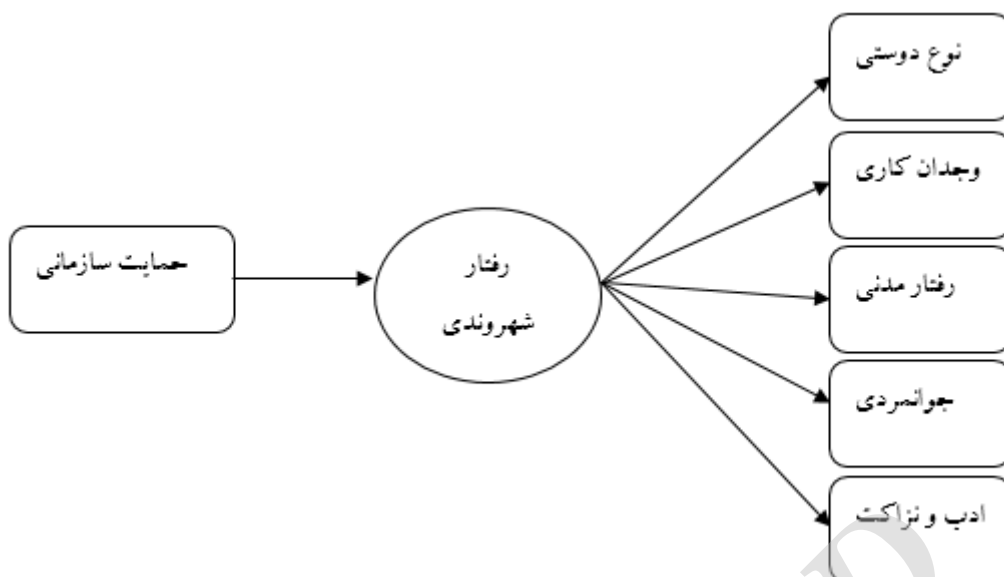 نوع دوستی
وجدان کاری
حمایت سازمانی
رفتار
شهروندی
رفتار مدنی
جوانمردی
ادب و نزاکت